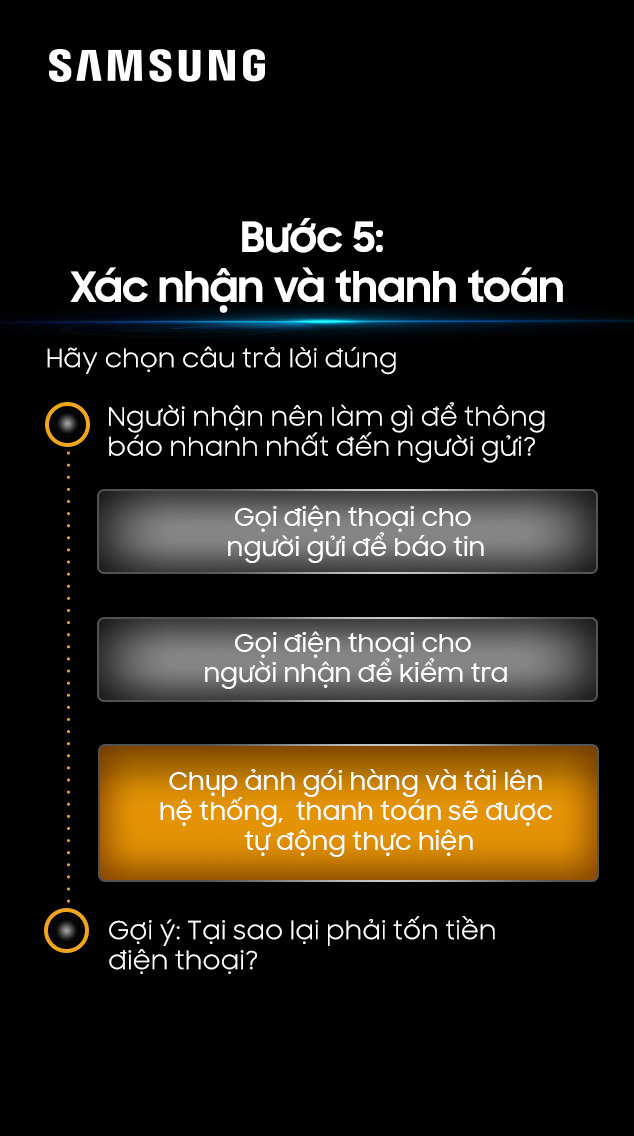 SAMSUNG
Bước 5:
Xác nhận và thanh toán
Hãy chọn câu trả lời đúng
Người nhận nên làm gì để thông
báo nhanh nhất đến người gửi?
Gọi điện thoại cho
người gửi để báo tin
Gọi điện thoại cho
người nhận để kiểm tra
Chụp ảnh gói hàng và tải lên
hệ thống, thanh toán sẽ được
tự động thực hiện
Gợi ý: Tại sao lại phải tốn tiền
điện thoại?